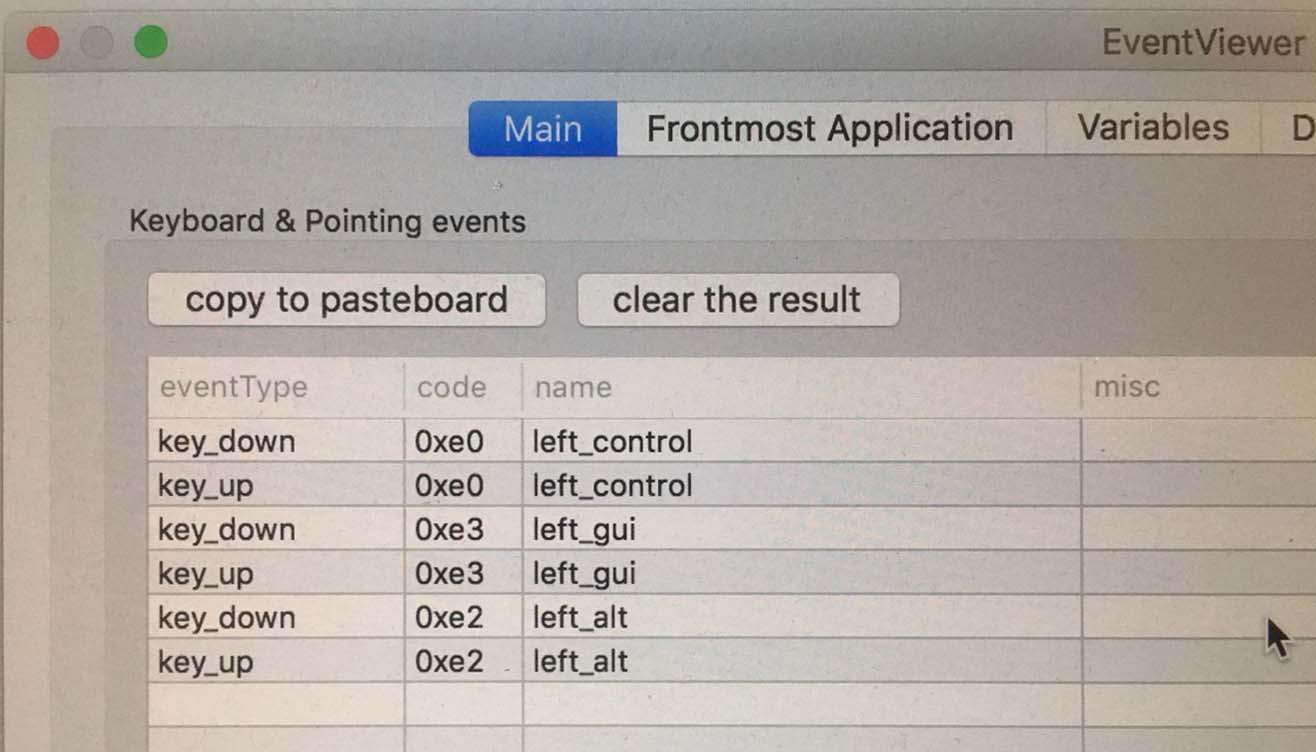 EventViewer
Main Frontmost Application Variables D
Keyboard & Pointing events
copy to pasteboard clear the result
eventType code name misc
key_down 0xe0 left_control
key_up 0xe0 left_control
key_down 0xe3 left_gui
key_up 0xe3 left_gui
key_down 0xe2 left_alt
key_up 0xe2 left_alt